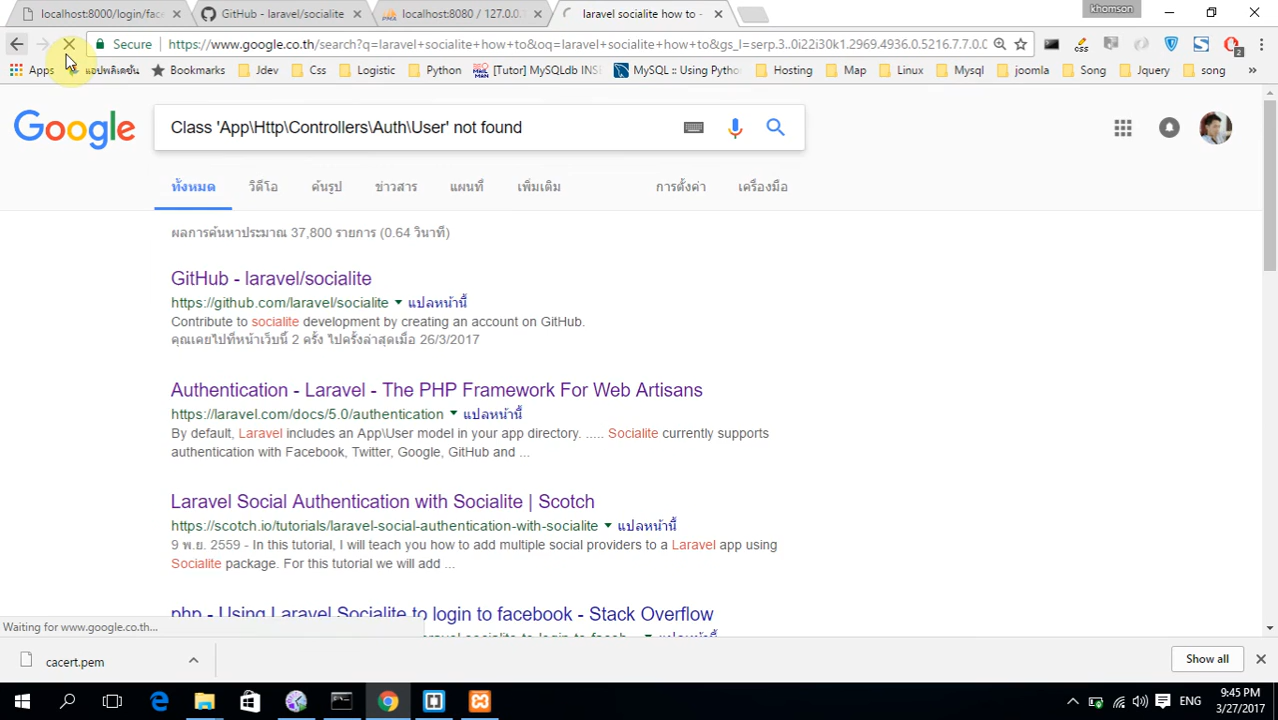 khomson
localhost:8000/login/face
GitHub - laravel/socialite
localhost:8080 / 127.0.0.
laravel socialite how to -
Secure
https://www.google.co.th/search?q=laravel+socialite+how+to&oq=laravel+socialite+how+to&gs_l=serp.3..0i22i30k1.2969.4936.0.5216.7.7.0.0
2
Apps แอปพลิเคชัน Bookmarks Jdev Css Logistic Python [Tutor] MySQLdb INS MySQL :: Using Pytho Hosting Map Linux Mysql joomla Song Jquery song »
Google
Class 'App\Http\Controllers\Auth\User' not found
ทั้งหมด วิดีโอ ค้นรูป ข่าวสาร แผนที่ เพิ่มเติม การตั้งค่า เครื่องมือ
ผลการค้นหาประมาณ 37,800 รายการ (0.64 วินาที)
GitHub - laravel/socialite
https://github.com/laravel/socialite ▼ แปลหน้านี้
Contribute to socialite development by creating an account on GitHub.
คุณเคยไปที่หน้าเว็บนี้ 2 ครั้ง ไปครั้งล่าสุดเมื่อ 26/3/2017
Authentication - Laravel - The PHP Framework For Web Artisans
https://laravel.com/docs/5.0/authentication ▼ แปลหน้านี้
By default, Laravel includes an App\User model in your app directory. ..... Socialite currently supports
authentication with Facebook, Twitter, Google, GitHub and ...
Laravel Social Authentication with Socialite | Scotch
https://scotch.io/tutorials/laravel-social-authentication-with-socialite ▼ แปลหน้านี้
9 พ.ย. 2559 - In this tutorial, I will teach you how to add multiple social providers to a Laravel app using
Socialite package. For this tutorial we will add ...
php - Using Laravel Socialite to login to facebook - Stack Overflow
Waiting for www.google.co.th...
cacert.pem
Show all
ENG
9:45 PM
3/27/2017